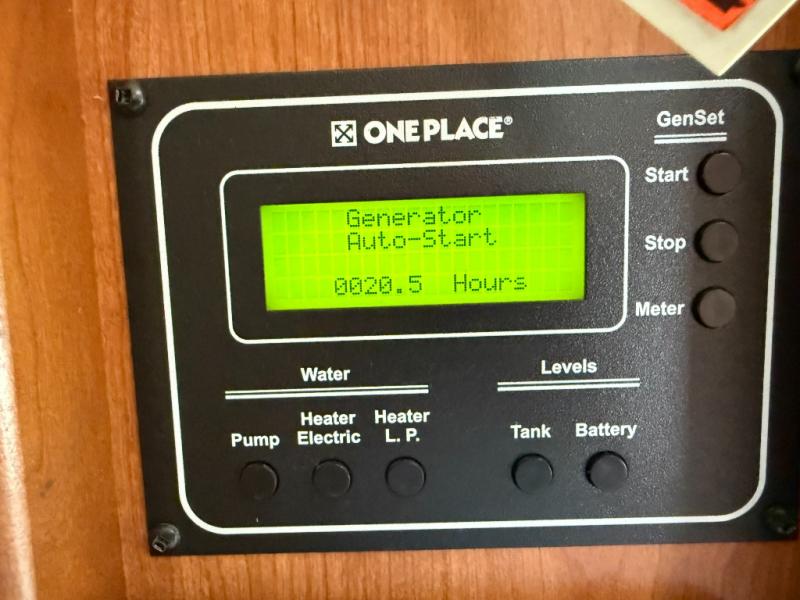 ONE PLACE®
GenSet
Start
Stop
Meter
Generator
Auto-Start
0020.5 Hours
Water
Pump
Heater
Electric
Heater
L. P.
Levels
Tank
Battery